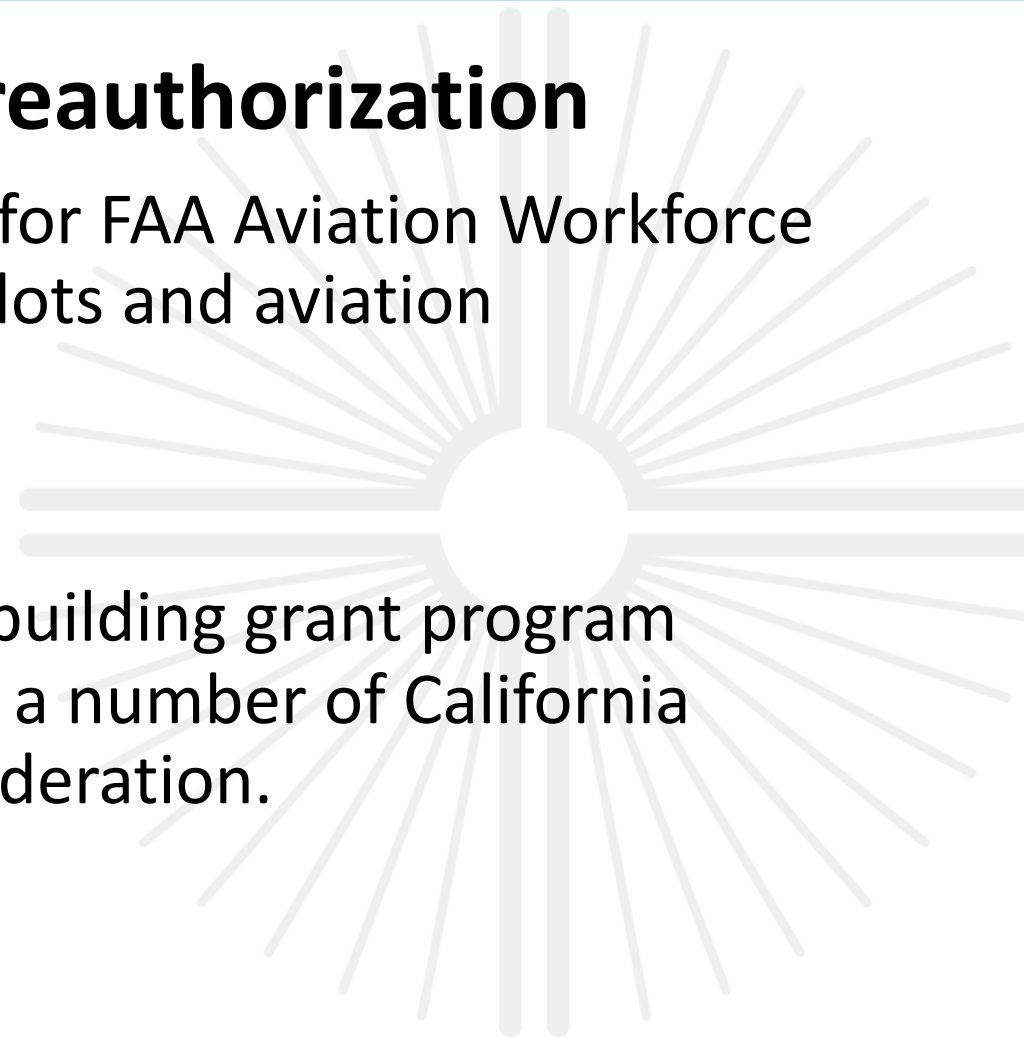 reauthorization
for FAA Aviation Workforce
lots and aviation
building grant program
a number of California
deration.